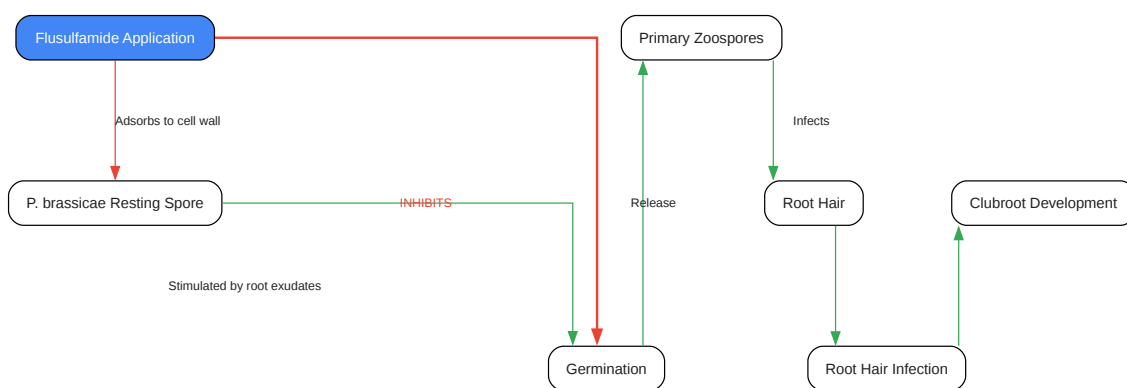 Flusulfamide Application
Primary Zoospores
Adsorbs to cell wall
Infects
P. brassicae Resting Spore
INHIBITS
Release
Root Hair
Clubroot Development
Stimulated by root exudates
Germination
Root Hair Infection